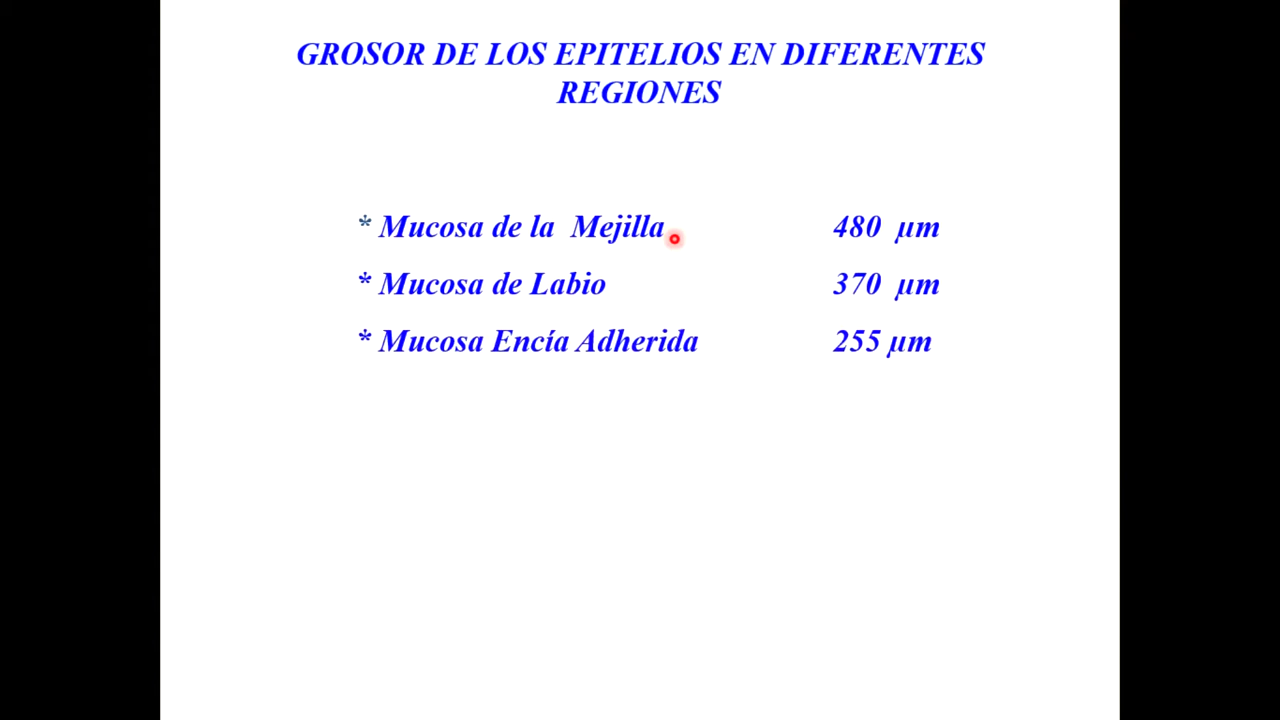 GROSOR DE LOS EPITELIOS EN DIFERENTES
REGIONES
* Mucosa de la Mejilla 480 µm
* Mucosa de Labio 370 µm
* Mucosa Encía Adherida 255 µm